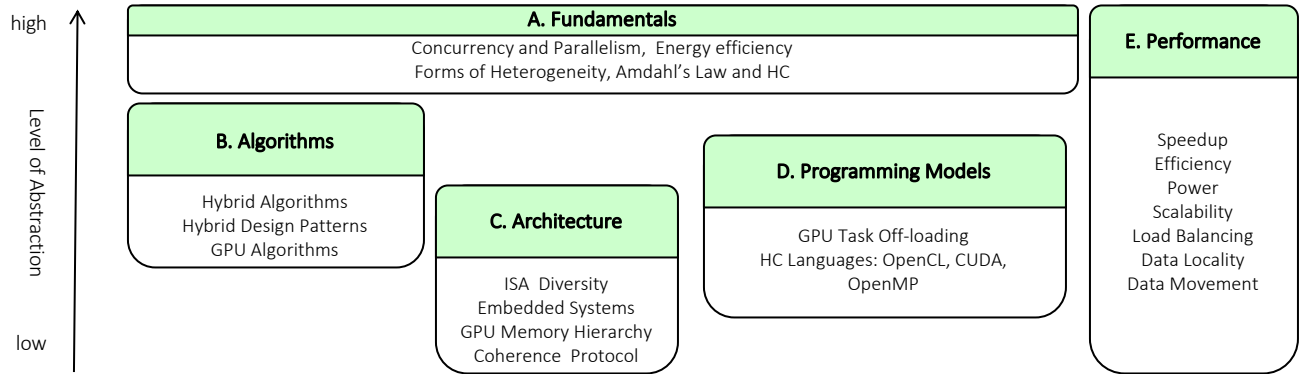 high
Level of Abstraction
low
A. Fundamentals
Concurrency and Parallelism, Energy efficiency
Forms of Heterogeneity, Amdahl's Law and HC
B. Algorithms
Hybrid Algorithms
Hybrid Design Patterns
GPU Algorithms
C. Architecture
ISA Diversity
Embedded Systems
GPU Memory Hierarchy
Coherence Protocol
D. Programming Models
GPU Task Off-loading
HC Languages: OpenCL, CUDA,
OpenMP
E. Performance
Speedup
Efficiency
Power
Scalability
Load Balancing
Data Locality
Data Movement